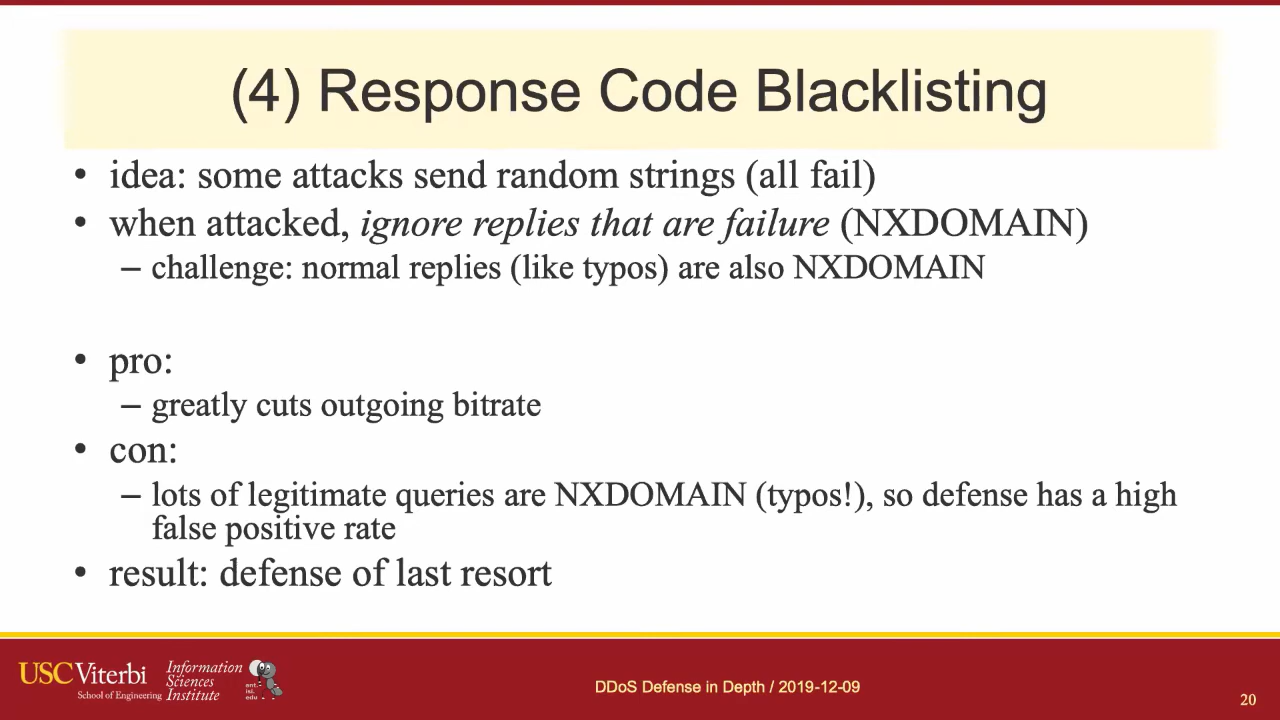 (4) Response Code Blacklisting
• idea: some attacks send random strings (all fail)
• when attacked, ignore replies that are failure (NXDOMAIN)
– challenge: normal replies (like typos) are also NXDOMAIN
• pro:
– greatly cuts outgoing bitrate
• con:
– lots of legitimate queries are NXDOMAIN (typos!), so defense has a high
false positive rate
• result: defense of last resort
USC Viterbi
School of Engineering
Information
Sciences
Institute
ant.
isi.
edu
DDoS Defense in Depth / 2019-12-09
20